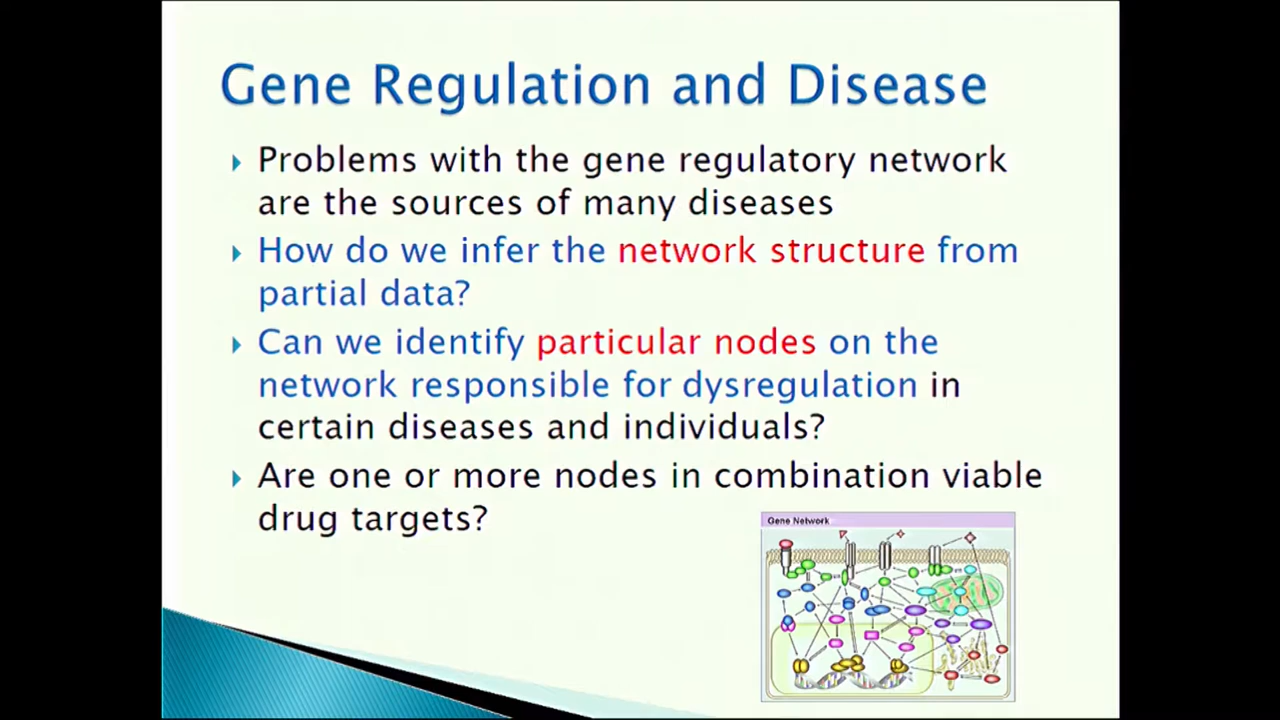 Gene Regulation and Disease
Problems with the gene regulatory network
are the sources of many diseases
How do we infer the network structure from
partial data?
Can we identify particular nodes on the
network responsible for dysregulation in
certain diseases and individuals?
Are one or more nodes in combination viable
drug targets?
Gene Network